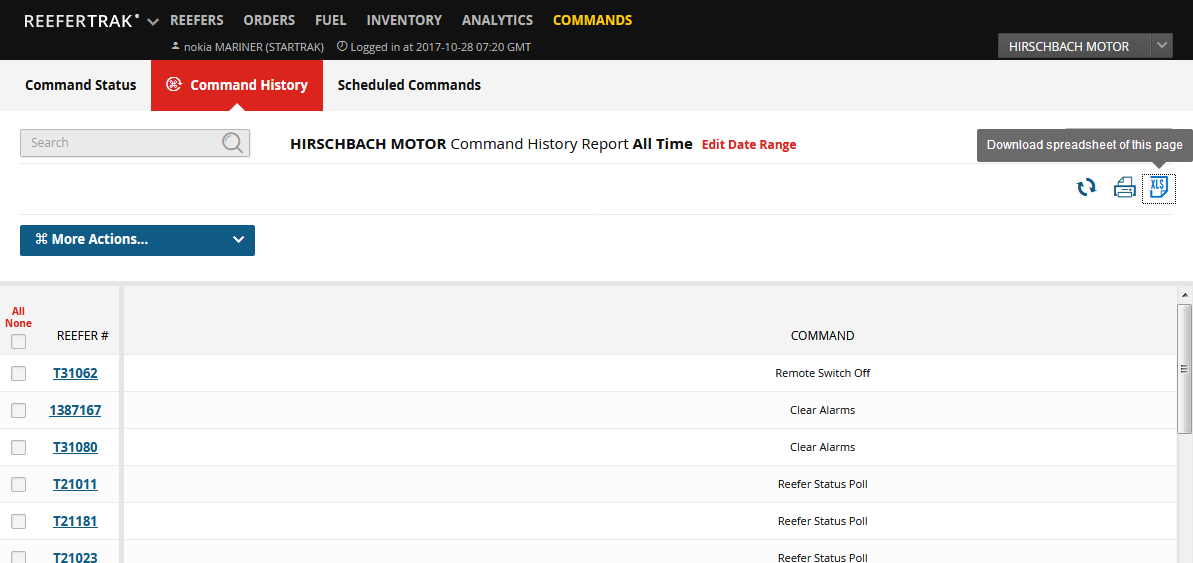 REEFERTRAK
REEFERS ORDERS FUEL INVENTORY ANALYTICS COMMANDS
nokia MARINER (STARTRAK) Logged in at 2017-10-28 07:20 GMT
HIRSCHBACH MOTOR
Command Status Command History Scheduled Commands
Search
HIRSCHBACH MOTOR Command History Report All Time Edit Date Range
Download spreadsheet of this page
XLS
⌘ More Actions...
All
None
REEFER # COMMAND
T31062 Remote Switch Off
1387167 Clear Alarms
T31080 Clear Alarms
T21011 Reefer Status Poll
T21181 Reefer Status Poll
T21023 Reefer Status Poll